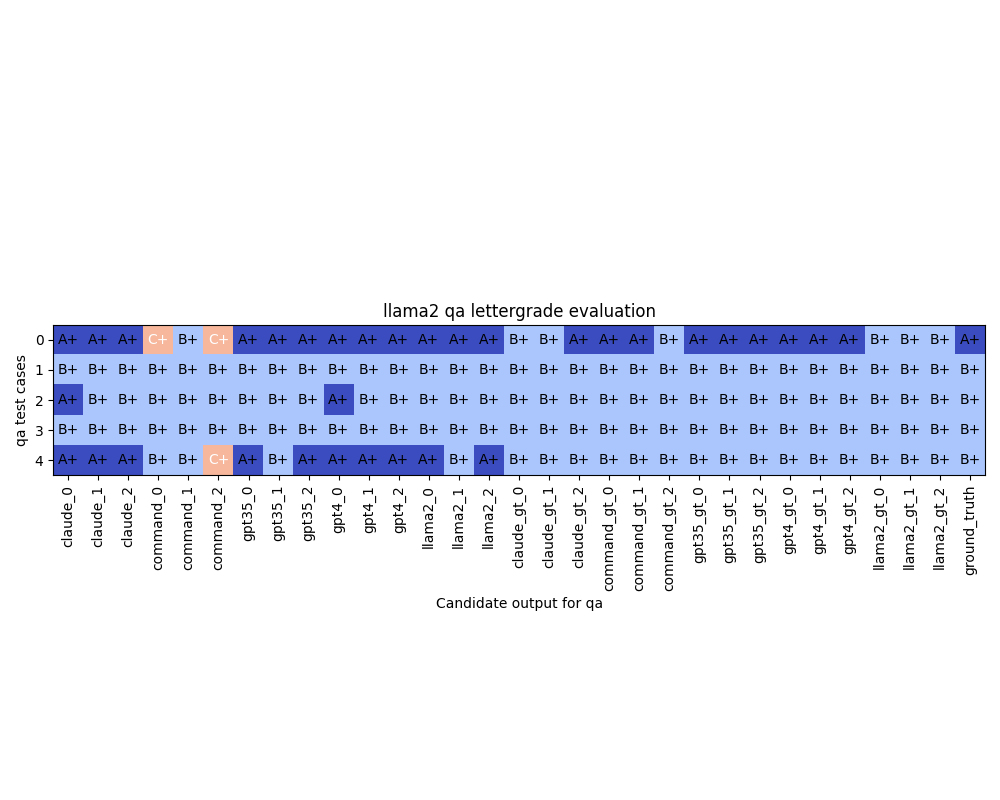 llama2 qa lettergrade evaluation
qa test cases
0 A+ A+ A+ C+ B+ C+ A+ A+ A+ A+ A+ A+ A+ A+ A+ B+ B+ A+ A+ A+ B+ A+ A+ A+ A+ A+ A+ B+ B+ B+ A+
1 B+ B+ B+ B+ B+ B+ B+ B+ B+ B+ B+ B+ B+ B+ B+ B+ B+ B+ B+ B+ B+ B+ B+ B+ B+ B+ B+ B+ B+ B+ B+
2 A+ B+ B+ B+ B+ B+ B+ B+ B+ A+ B+ B+ B+ B+ B+ B+ B+ B+ B+ B+ B+ B+ B+ B+ B+ B+ B+ B+ B+ B+ B+
3 B+ B+ B+ B+ B+ B+ B+ B+ B+ B+ B+ B+ B+ B+ B+ B+ B+ B+ B+ B+ B+ B+ B+ B+ B+ B+ B+ B+ B+ B+ B+
4 A+ A+ A+ B+ B+ C+ A+ B+ A+ A+ A+ A+ A+ B+ A+ B+ B+ B+ B+ B+ B+ B+ B+ B+ B+ B+ B+ B+ B+ B+ B+
claude_0
claude_1
claude_2
command_0
command_1
command_2
gpt35_0
gpt35_1
gpt35_2
gpt4_0
gpt4_1
gpt4_2
llama2_0
llama2_1
llama2_2
claude_gt_0
claude_gt_1
claude_gt_2
command_gt_0
command_gt_1
command_gt_2
gpt35_gt_0
gpt35_gt_1
gpt35_gt_2
gpt4_gt_0
gpt4_gt_1
gpt4_gt_2
llama2_gt_0
llama2_gt_1
llama2_gt_2
ground_truth
Candidate output for qa